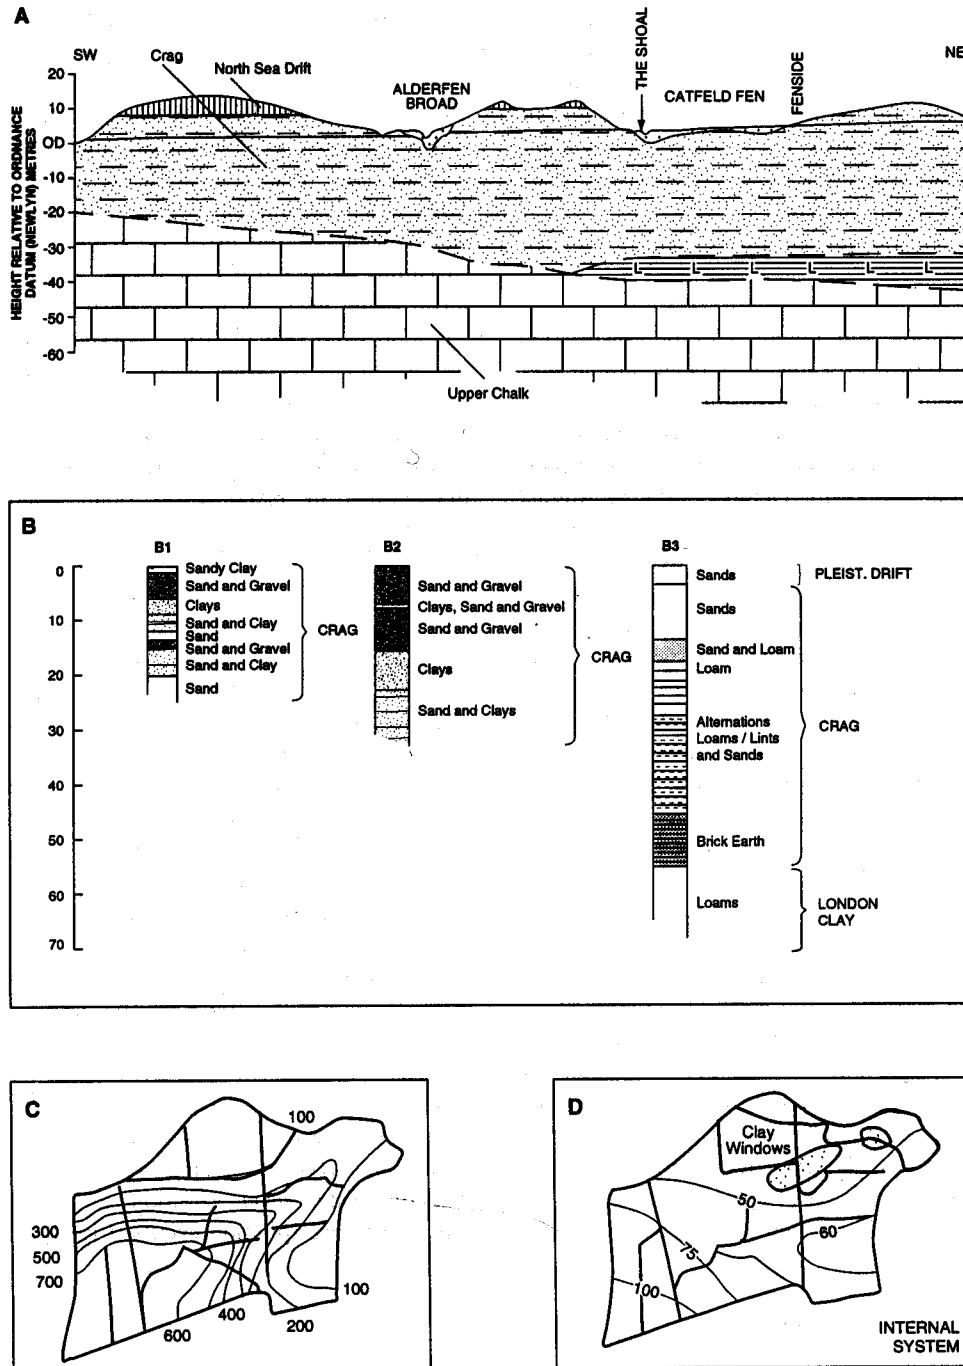 A
SW
Crag
North Sea Drift
ALDERFEN
BROAD
THE SHOAL
CATFELD FEN
FENSIDE
NE
HEIGHT RELATIVE TO ORDNANCE
DATUM (NEWLYN) METRES
20
10
OD
-10
-20
-30
-40
-50
-60
L L L L L L
Upper Chalk
B
B1
B2
B3
0
10
20
30
40
50
60
70
Sandy Clay
Sand and Gravel
Clays
Sand and Clay
Sand
Sand and Gravel
Sand and Clay
Sand
CRAG
Sand and Gravel
Clays, Sand and Gravel
Sand and Gravel
Clays
Sand and Clays
CRAG
Sands
Sands
Sand and Loam
Loam
Alternations
Loams / Lints
and Sands
Brick Earth
Loams
PLEIST. DRIFT
CRAG
LONDON
CLAY
C
100
300
500
700
600
400
200
100
D
Clay
Windows
50
60
75
100
INTERNAL
SYSTEM